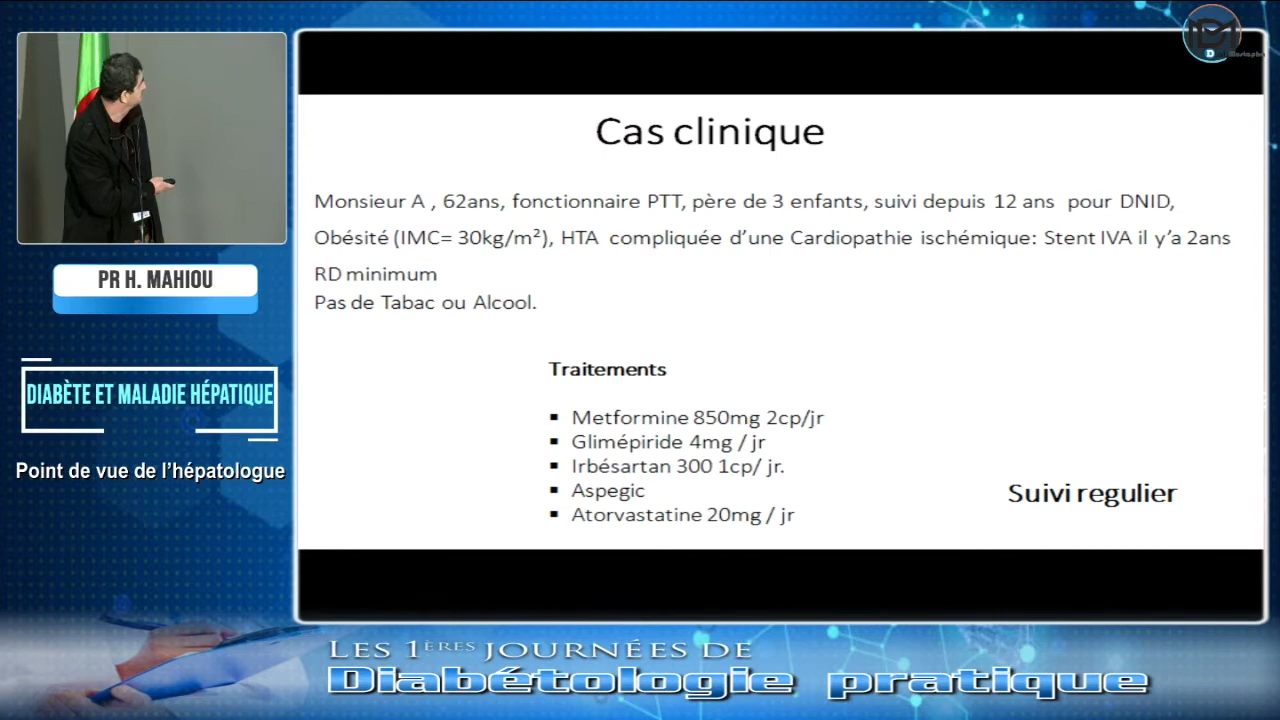 Cas clinique
Monsieur A , 62ans, fonctionnaire PTT, père de 3 enfants, suivi depuis 12 ans pour DNID,
Obésité (IMC= 30kg/m²), HTA compliquée d’une Cardiopathie ischémique: Stent IVA il y’a 2ans
RD minimum
Pas de Tabac ou Alcool.
Traitements
▪ Metformine 850mg 2cp/jr
▪ Glimépiride 4mg / jr
▪ Irbésartan 300 1cp/ jr.
▪ Aspegic
▪ Atorvastatine 20mg / jr
Suivi regulier
PR H. MAHIOU
DIABÈTE ET MALADIE HÉPATIQUE
Point de vue de l’hépatologue
LES 1ÈRES JOURNÉES DE
Diabétologie pratique